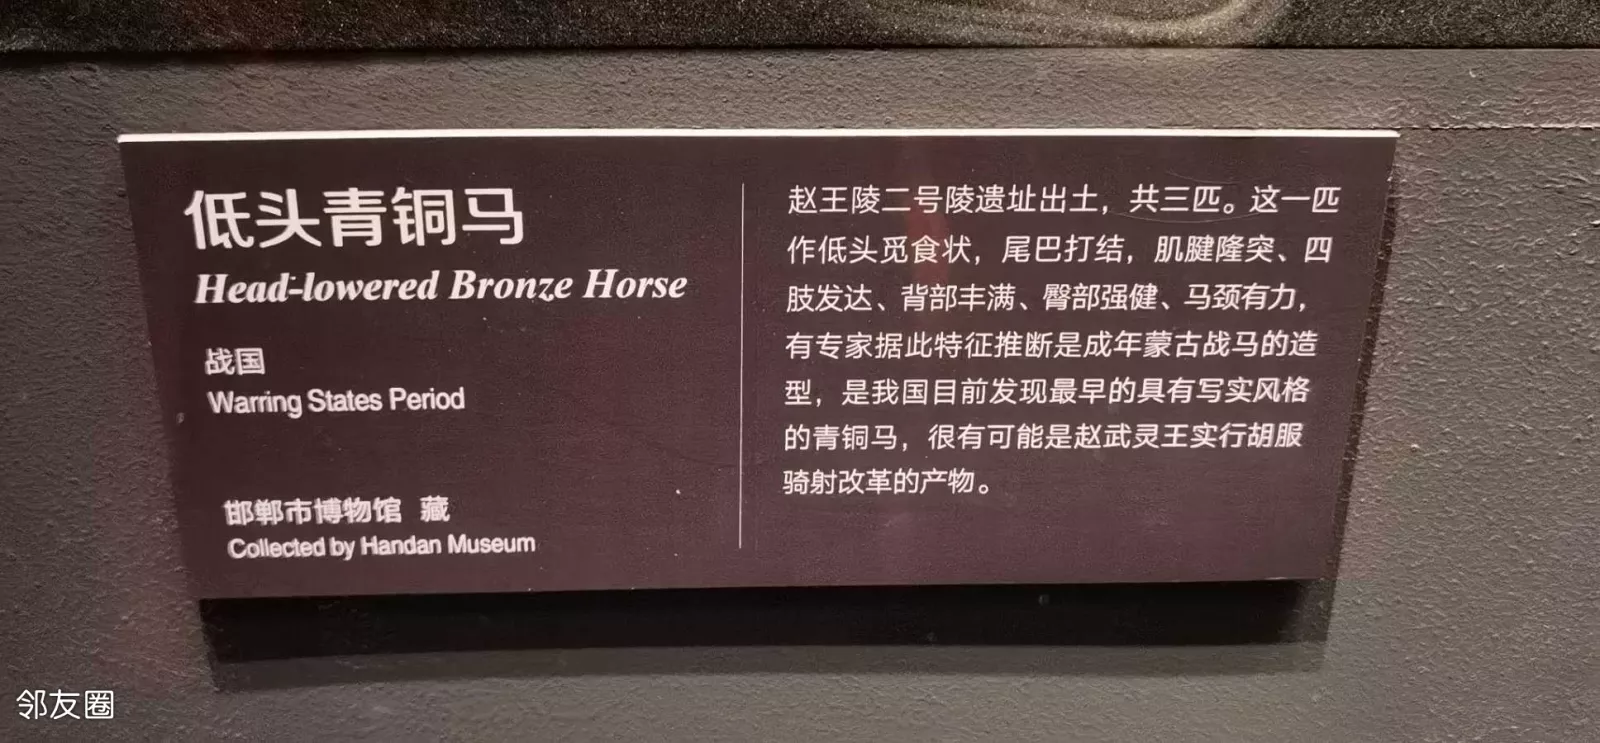 低头青铜马
Head-lowered Bronze Horse
战国
Warring States Period
邯郸市博物馆 藏
Collected by Handan Museum
赵王陵二号陵遗址出土，共三匹。这一匹
作低头觅食状，尾巴打结，肌腱隆突、四
肢发达、背部丰满、臀部强健、马颈有力，
有专家据此特征推断是成年蒙古战马的造
型，是我国目前发现最早的具有写实风格
的青铜马，很有可能是赵武灵王实行胡服
骑射改革的产物。
邻友圈